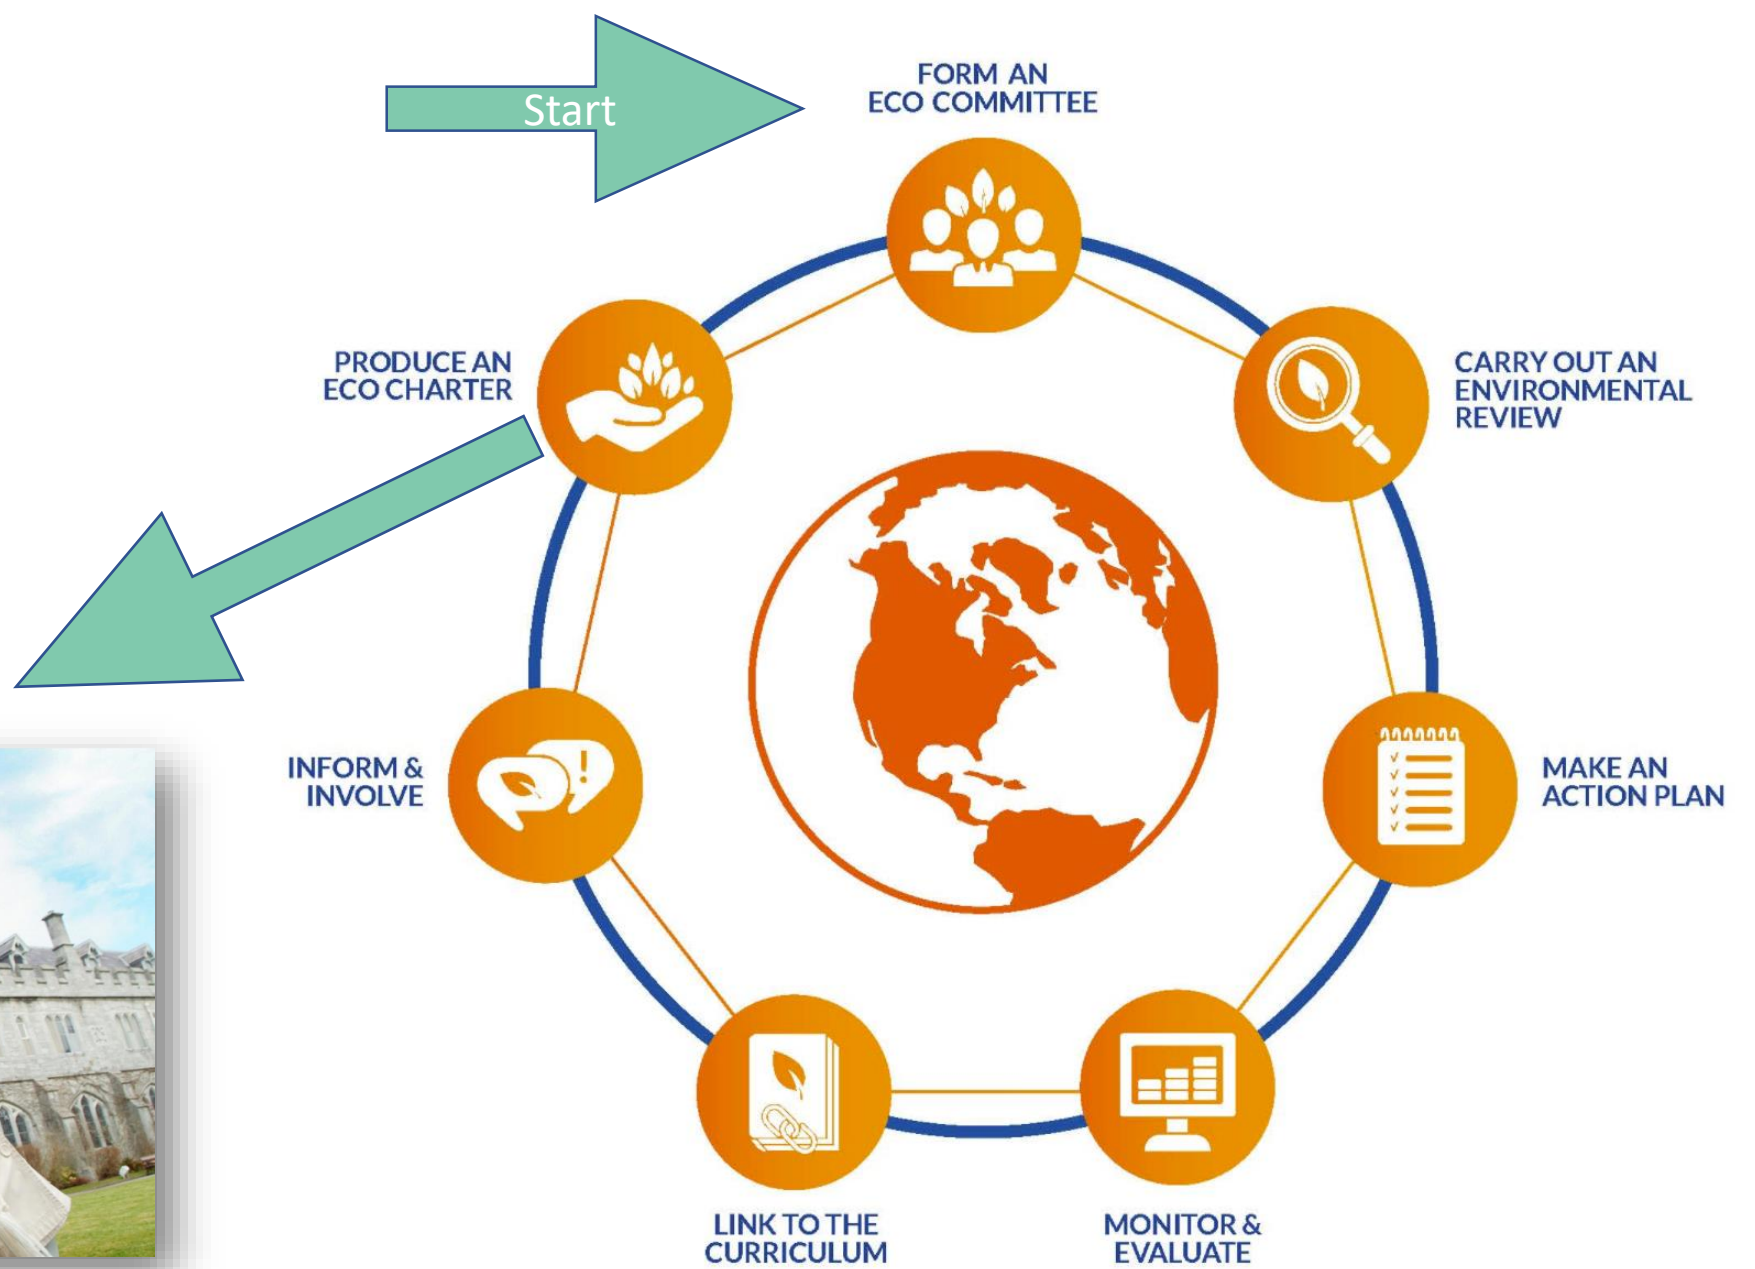 Start
FORM AN
ECO COMMITTEE
CARRY OUT AN
ENVIRONMENTAL
REVIEW
MAKE AN
ACTION PLAN
MONITOR &
EVALUATE
LINK TO THE
CURRICULUM
INFORM &
INVOLVE
PRODUCE AN
ECO CHARTER